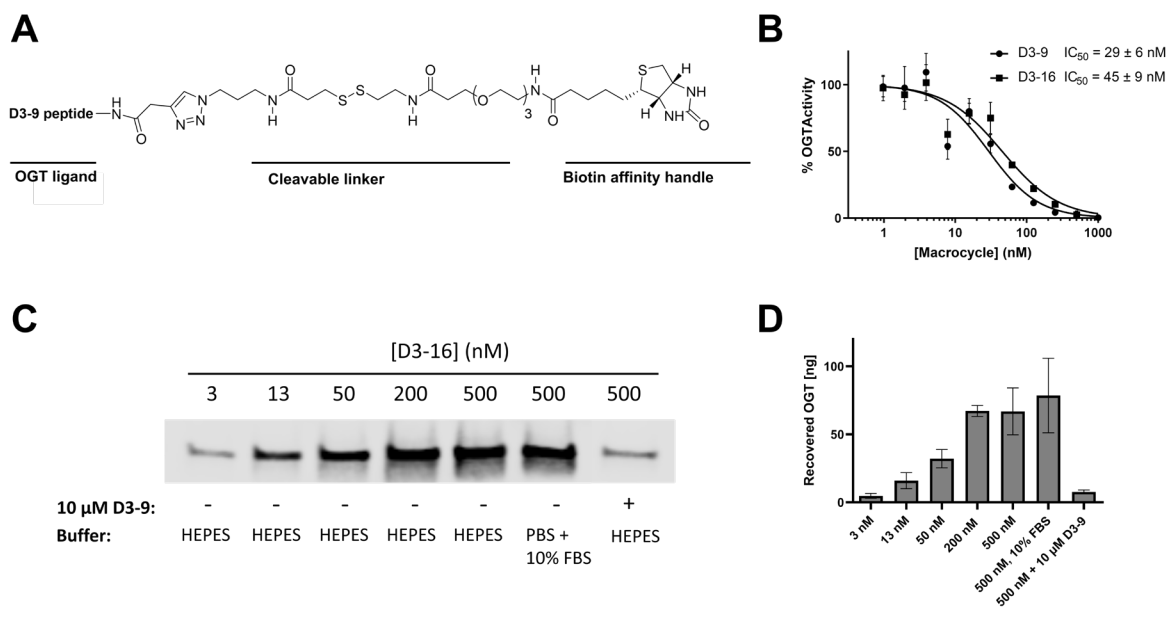 A
D3-9 peptide
H
N
O
N
N=N
N
H
O
S
S
H
N
O
O
3
H
N
O
S
H
H
NH
HN
O
OGT ligand
Cleavable linker
Biotin affinity handle
B
D3-9 IC50 = 29 ± 6 nM
D3-16 IC50 = 45 ± 9 nM
% OGTActivity
100
50
0
1 10 100 1000
[Macrocycle] (nM)
C
[D3-16] (nM)
3 13 50 200 500 500 500
10 µM D3-9: - - - - - - +
Buffer: HEPES HEPES HEPES HEPES HEPES PBS + HEPES
10% FBS
D
Recovered OGT [ng]
100
50
0
3 nM
13 nM
50 nM
200 nM
500 nM
500 nM, 10% FBS
500 nM + 10 µM D3-9